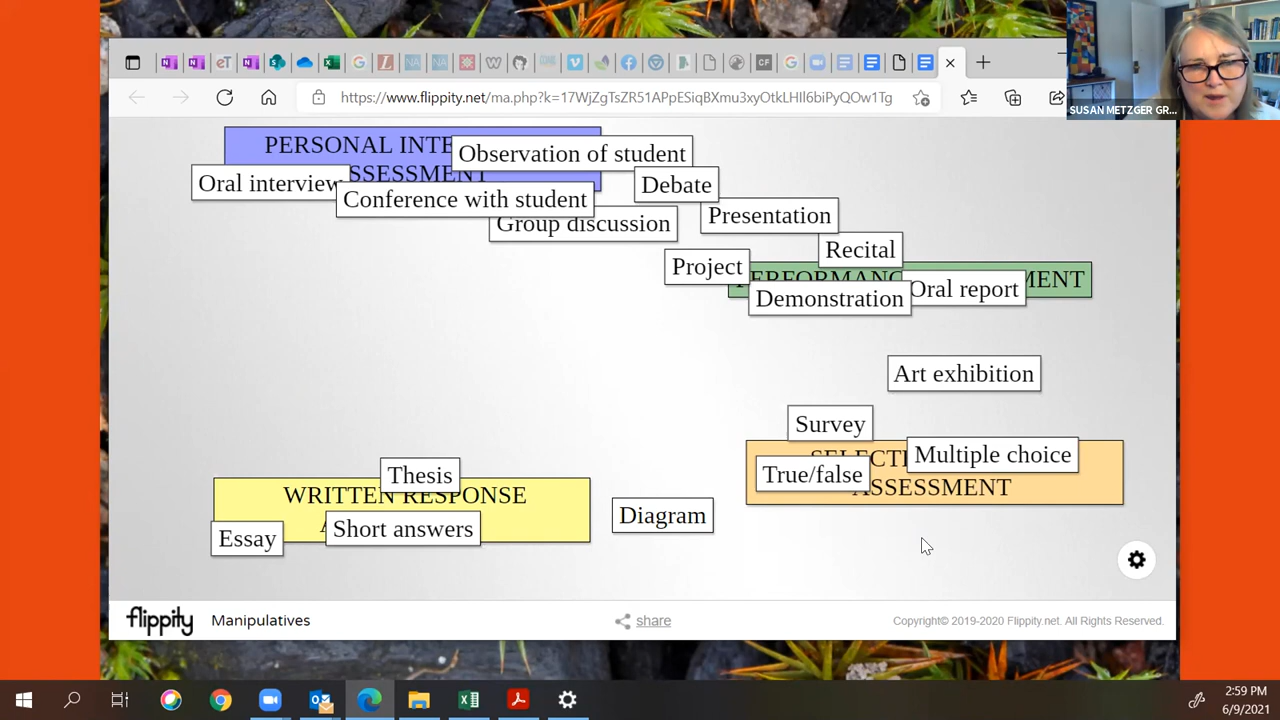 https://www.flippity.net/ma.php?k=17WjZgTsZR51APpESiqBXmu3xyOtkLHIl6biPyQOw1Tg
SUSAN METZGER GR...
PERSONAL INTE
Observation of student
Oral interview
SSESSMENT
Debate
Conference with student
Presentation
Group discussion
Recital
Project
PERFORMANC
MENT
Demonstration
Oral report
Art exhibition
Survey
SELECT
Multiple choice
True/false
ASSESSMENT
Thesis
WRITTEN RESPONSE
Diagram
Short answers
Essay
flippity
Manipulatives
share
Copyright© 2019-2020 Flippity.net. All Rights Reserved.
2:59 PM
6/9/2021